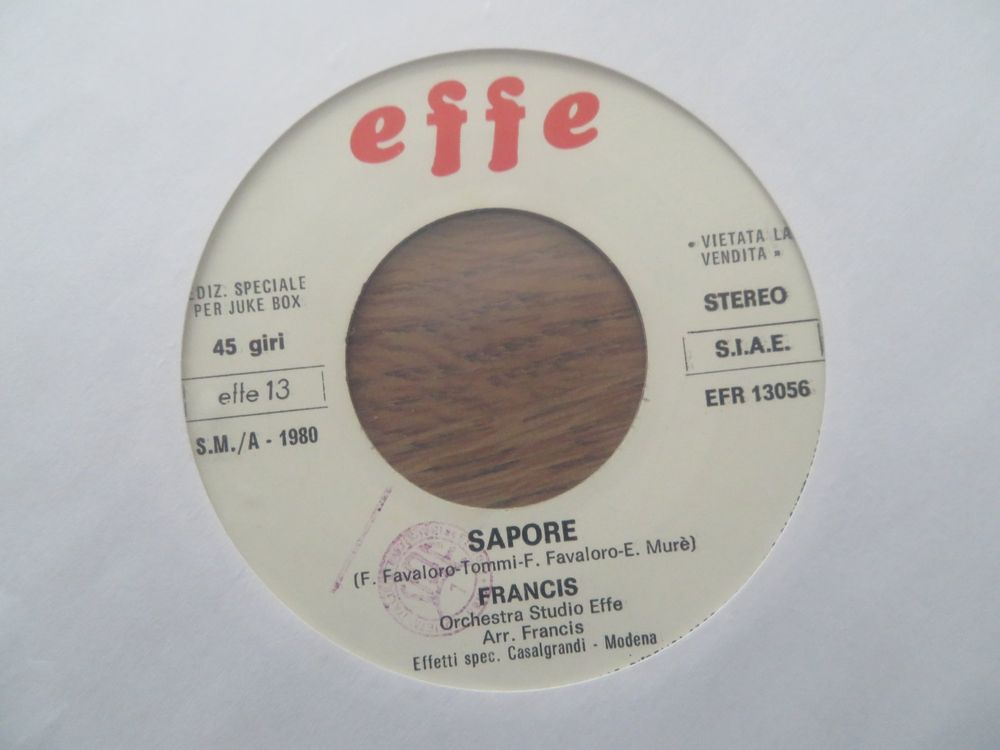 effe
EDIZ. SPECIALE
PER JUKE BOX
45 giri
effe 13
S.M./A - 1980
« VIETATA LA
VENDITA »
STEREO
S.I.A.E.
EFR 13056
SAPORE
(F. Favaloro-Tommi-F. Favaloro-E. Murè)
FRANCIS
Orchestra Studio Effe
Arr. Francis
Effetti spec. Casalgrandi - Modena